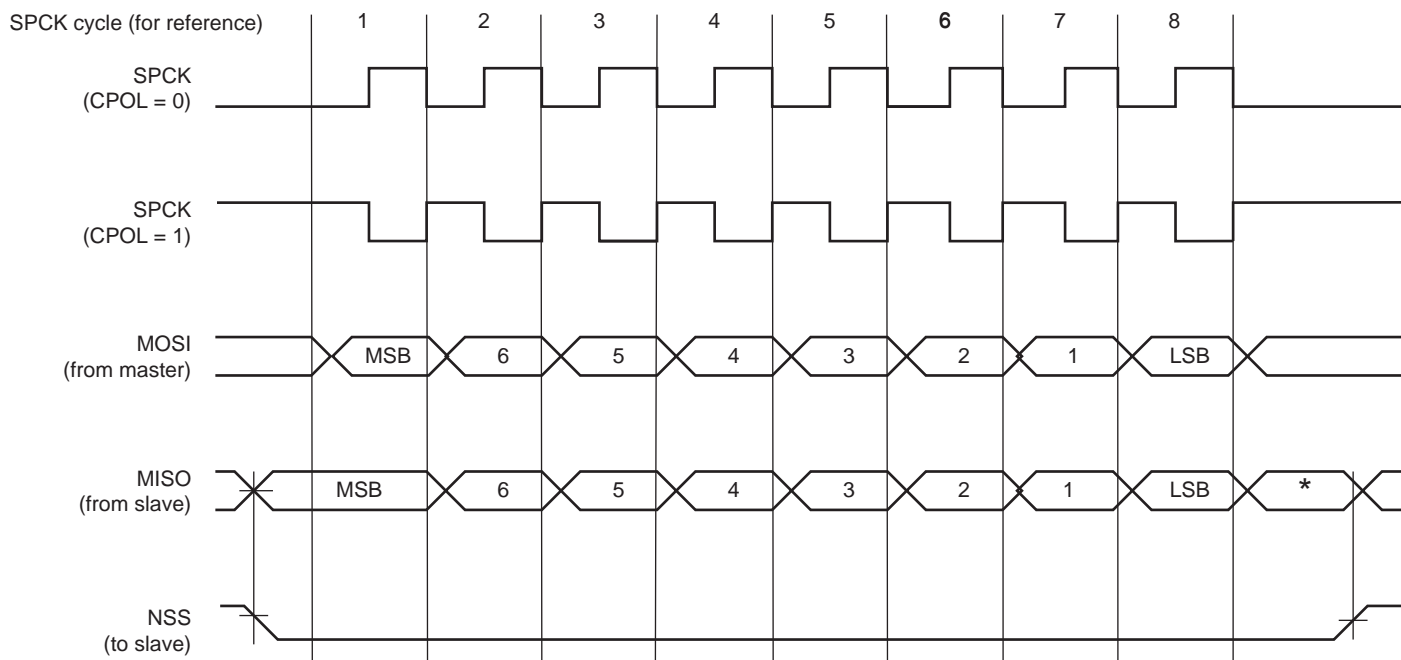 SPCK cycle (for reference) 1 2 3 4 5 6 7 8
SPCK
(CPOL = 0)
SPCK
(CPOL = 1)
MOSI
(from master)
MSB 6 5 4 3 2 1 LSB
MISO
(from slave)
MSB 6 5 4 3 2 1 LSB *
NSS
(to slave)